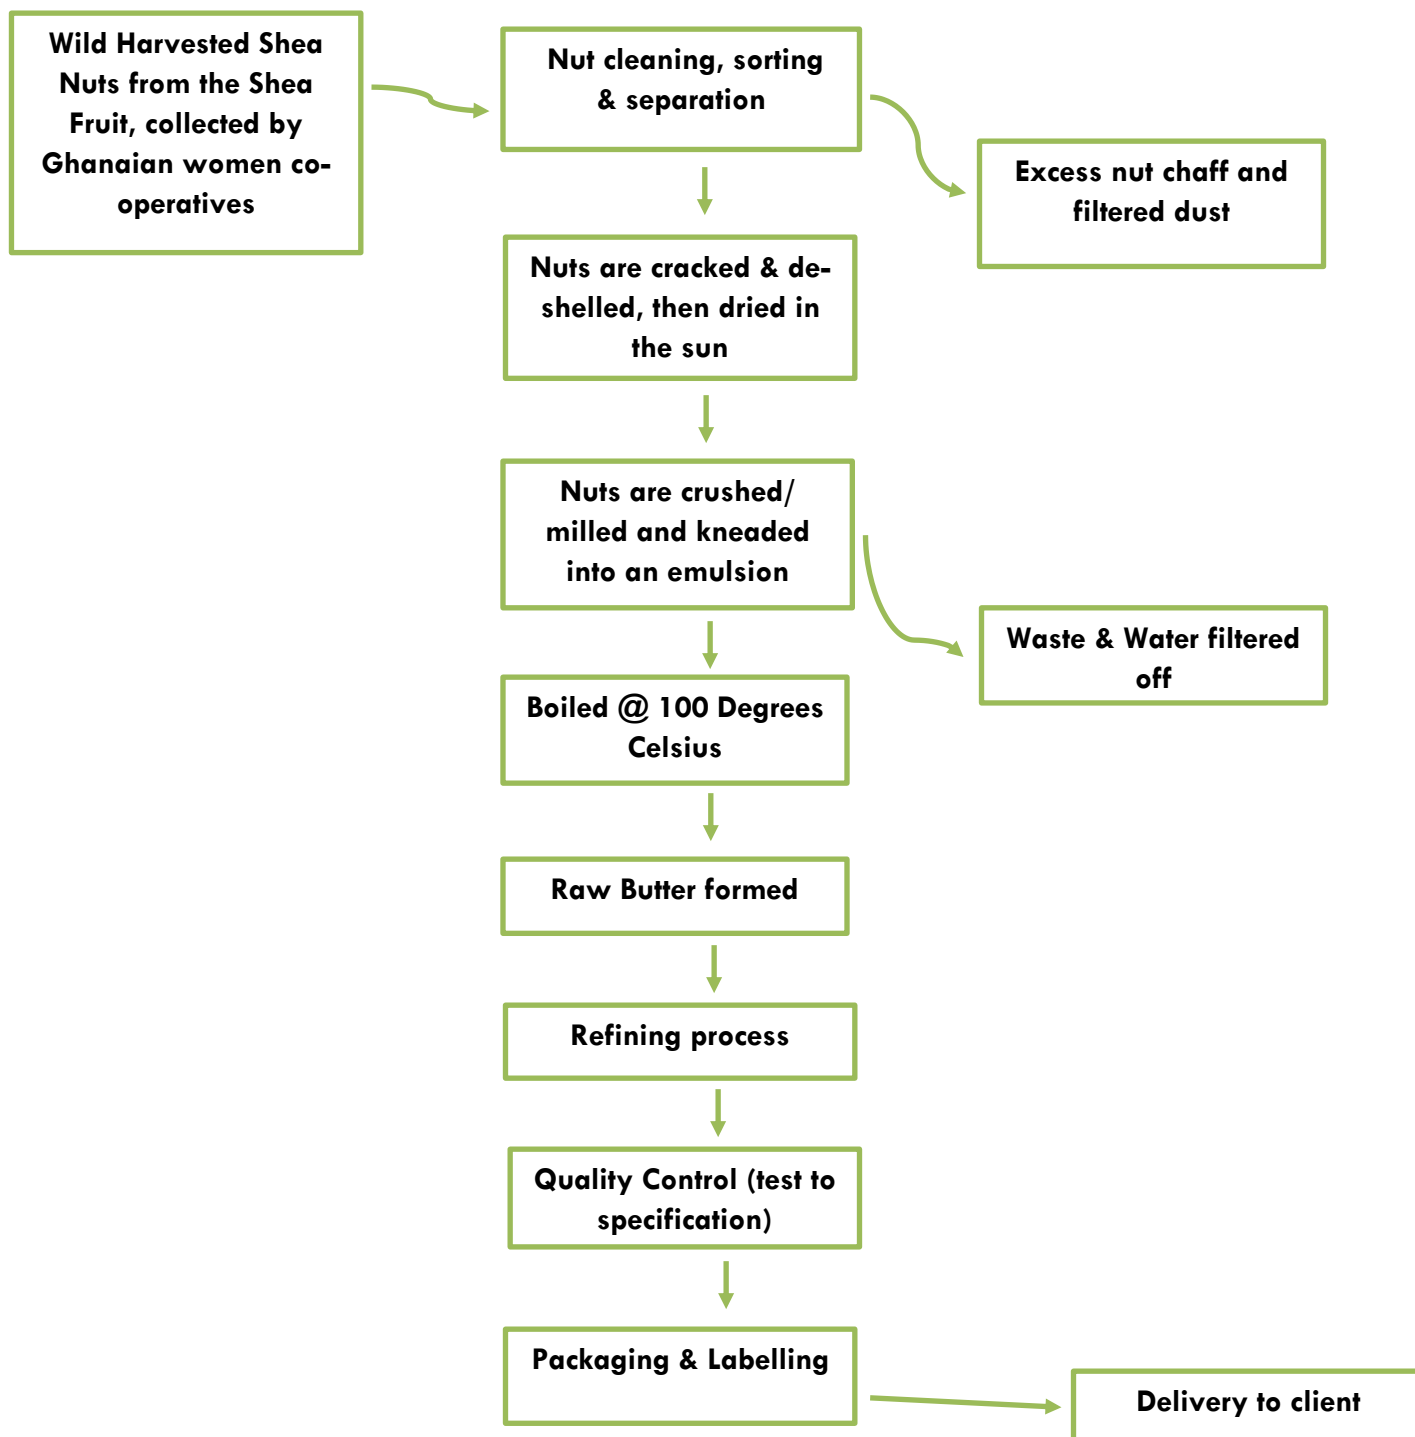 Wild Harvested Shea
Nuts from the Shea
Fruit, collected by
Ghanaian women co-
operatives
Nut cleaning, sorting
& separation
Excess nut chaff and
filtered dust
Nuts are cracked & de-
shelled, then dried in
the sun
Nuts are crushed/
milled and kneaded
into an emulsion
Waste & Water filtered
off
Boiled @ 100 Degrees
Celsius
Raw Butter formed
Refining process
Quality Control (test to
specification)
Packaging & Labelling
Delivery to client